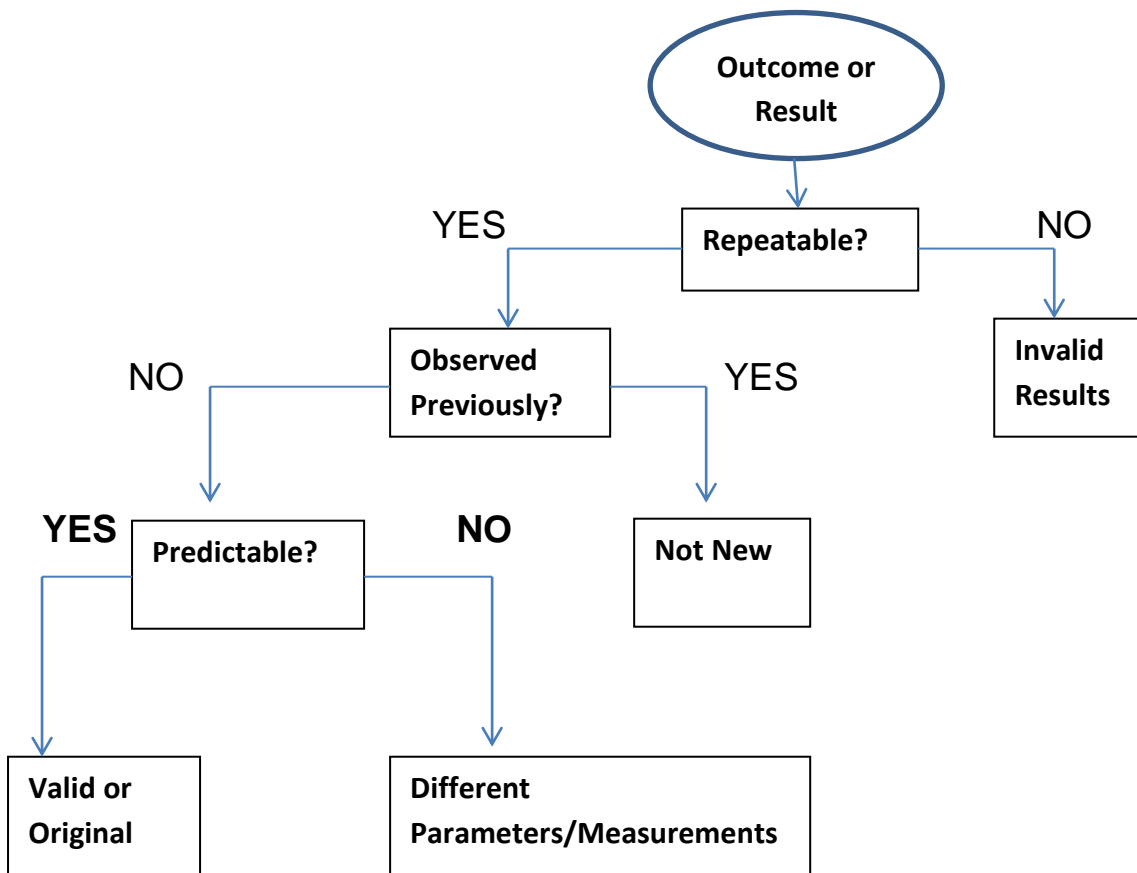 Outcome or
Result
YES
Repeatable?
NO
Observed
Previously?
Invalid
Results
NO
YES
YES
Predictable?
NO
Not New
Valid or
Original
Different
Parameters/Measurements